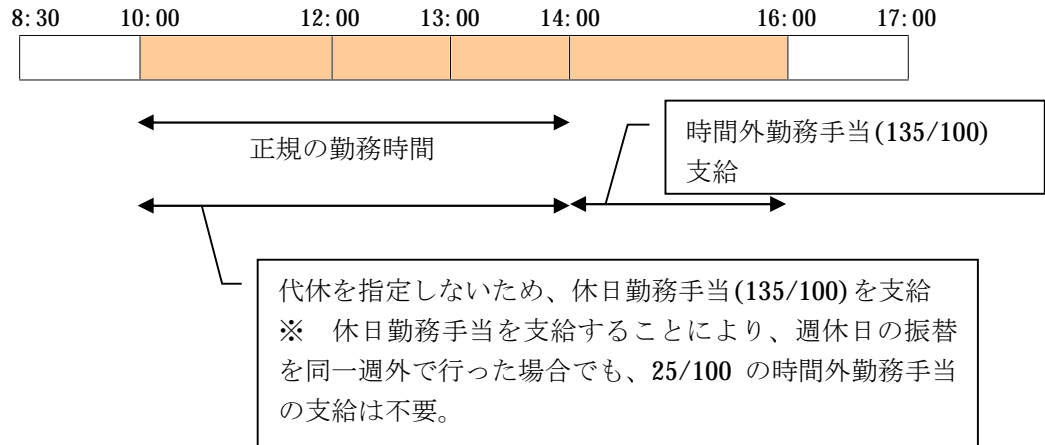 8:30 10:00 12:00 13:00 14:00 16:00 17:00
正規の勤務時間
時間外勤務手当(135/100)
支給
代休を指定しないため、休日勤務手当(135/100)を支給
※ 休日勤務手当を支給することにより、週休日の振替
を同一週外で行った場合でも、25/100 の時間外勤務手当
の支給は不要。